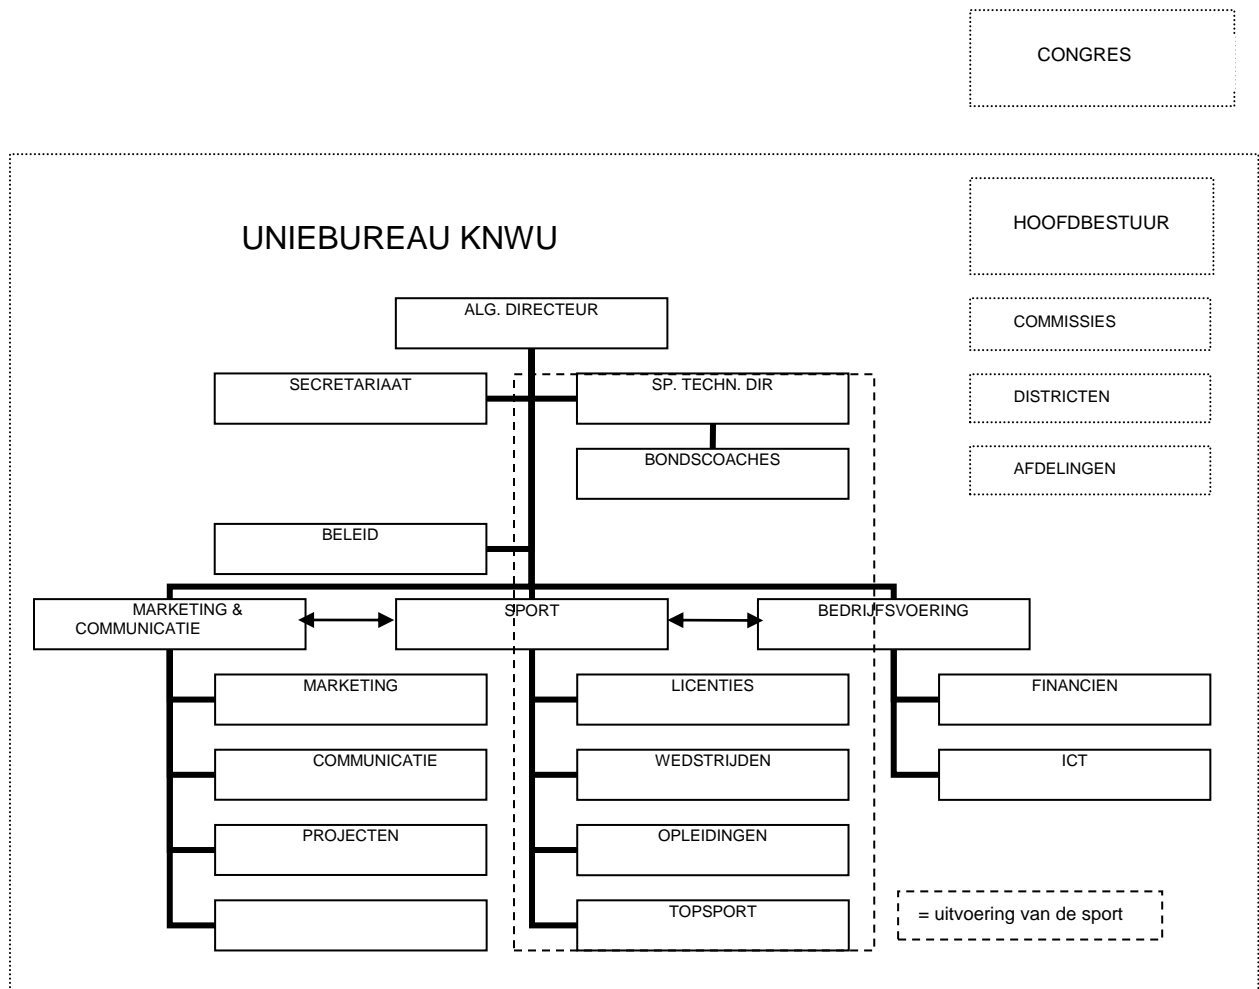 CONGRES
HOOFDBESTUUR
UNIEBUREAU KNWU
ALG. DIRECTEUR
COMMISSIES
SECRETARIAAT
SP. TECHN. DIR
DISTRICTEN
BONDSCOACHES
AFDELINGEN
BELEID
MARKETING &
COMMUNICATIE
SPORT
BEDRIJFSVOERING
MARKETING
LICENTIES
FINANCIEN
COMMUNICATIE
WEDSTRIJDEN
ICT
PROJECTEN
OPLEIDINGEN
TOPSPORT
= uitvoering van de sport